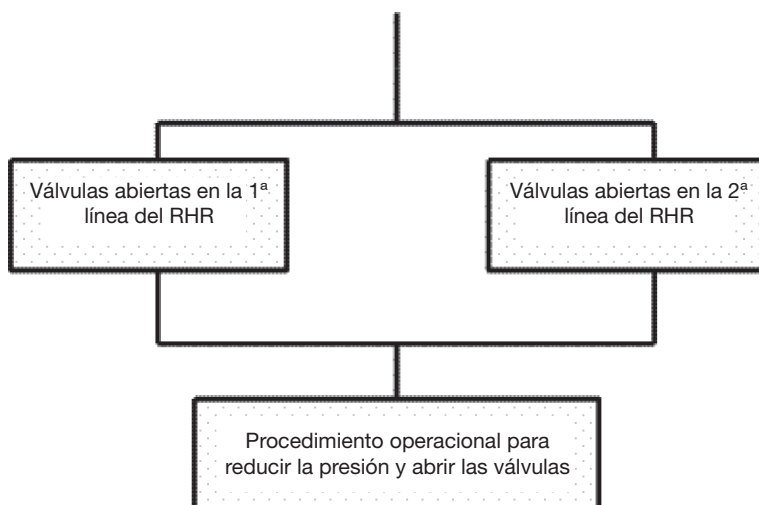 Válvulas abiertas en la 1ª
línea del RHR
Válvulas abiertas en la 2ª
línea del RHR
Procedimiento operacional para
reducir la presión y abrir las válvulas